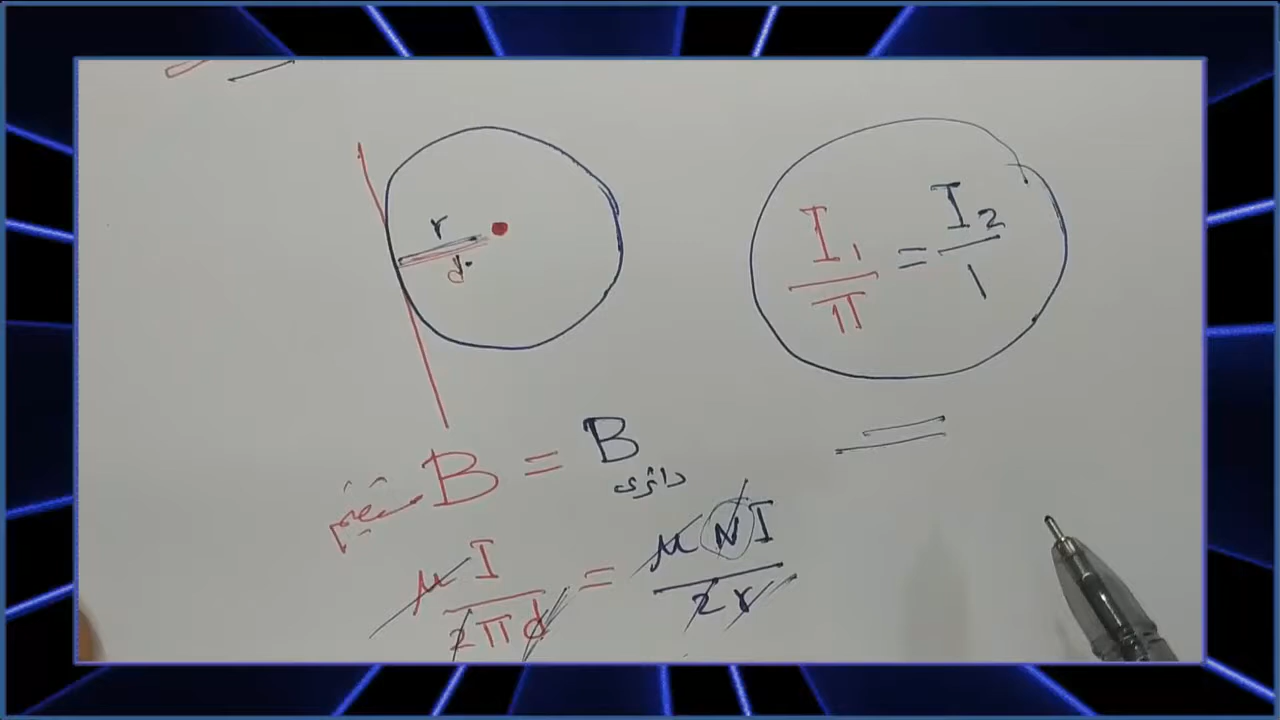 r
d
I₁/π = I₂/1
B مستقيم = B دائرى
μI/2πd = μNI/2r